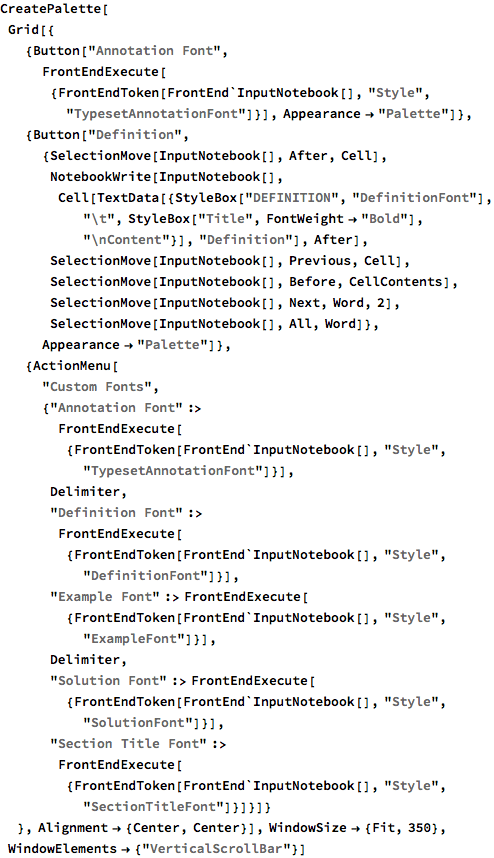 CreatePalette[
Grid[{
{Button["Annotation Font",
FrontEndExecute[
{FrontEndToken[FrontEnd`InputNotebook[], "Style",
"TypesetAnnotationFont"]}], Appearance → "Palette"]},
{Button["Definition",
{SelectionMove[InputNotebook[], After, Cell],
NotebookWrite[InputNotebook[],
Cell[TextData[{StyleBox["DEFINITION", "DefinitionFont"],
"\t", StyleBox["Title", FontWeight → "Bold"],
"\nContent"}], "Definition"], After],
SelectionMove[InputNotebook[], Previous, Cell],
SelectionMove[InputNotebook[], Before, CellContents],
SelectionMove[InputNotebook[], Next, Word, 2],
SelectionMove[InputNotebook[], All, Word]},
Appearance → "Palette"]},
{ActionMenu[
"Custom Fonts",
{"Annotation Font" :>
FrontEndExecute[
{FrontEndToken[FrontEnd`InputNotebook[], "Style",
"TypesetAnnotationFont"]}],
Delimiter,
"Definition Font" :>
FrontEndExecute[
{FrontEndToken[FrontEnd`InputNotebook[], "Style",
"DefinitionFont"]}],
"Example Font" :> FrontEndExecute[
{FrontEndToken[FrontEnd`InputNotebook[], "Style",
"ExampleFont"]}],
Delimiter,
"Solution Font" :> FrontEndExecute[
{FrontEndToken[FrontEnd`InputNotebook[], "Style",
"SolutionFont"]}],
"Section Title Font" :>
FrontEndExecute[
{FrontEndToken[FrontEnd`InputNotebook[], "Style",
"SectionTitleFont"]}]}]}
}, Alignment → {Center, Center}], WindowSize → {Fit, 350},
WindowElements → {"VerticalScrollBar"}]